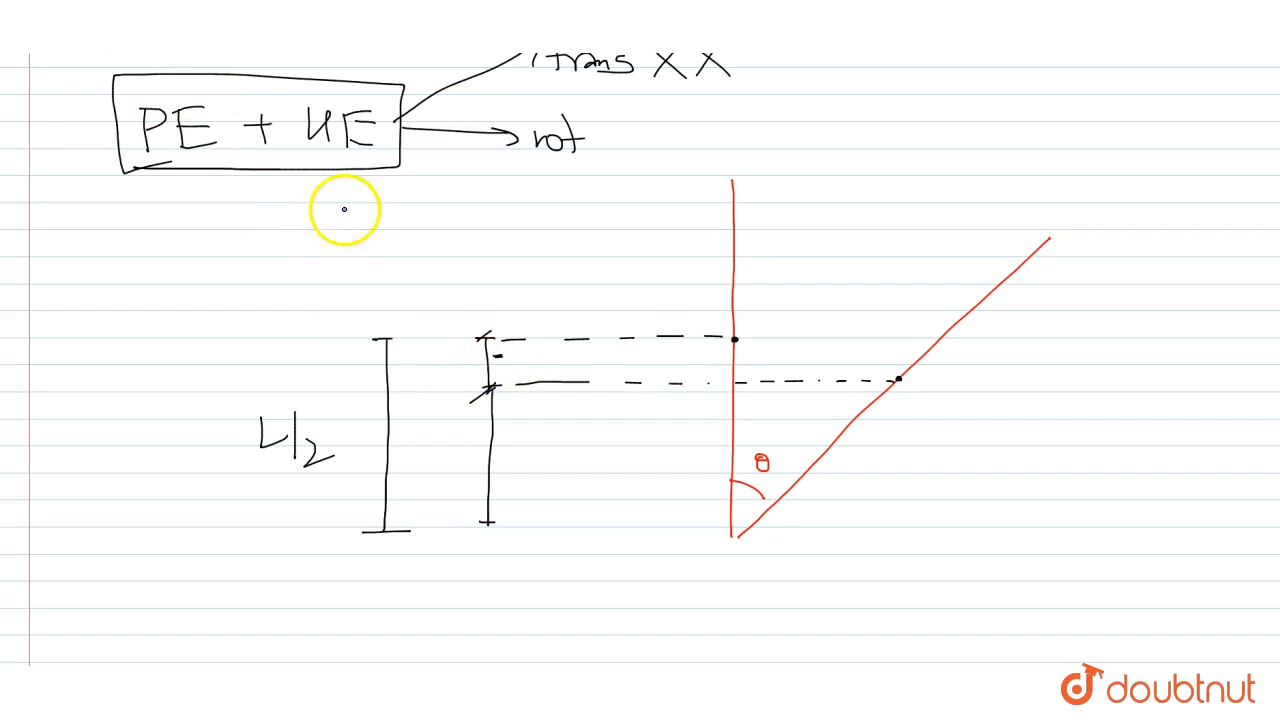 trans X X
PE + KE
rot
L/2
θ
doubtnut